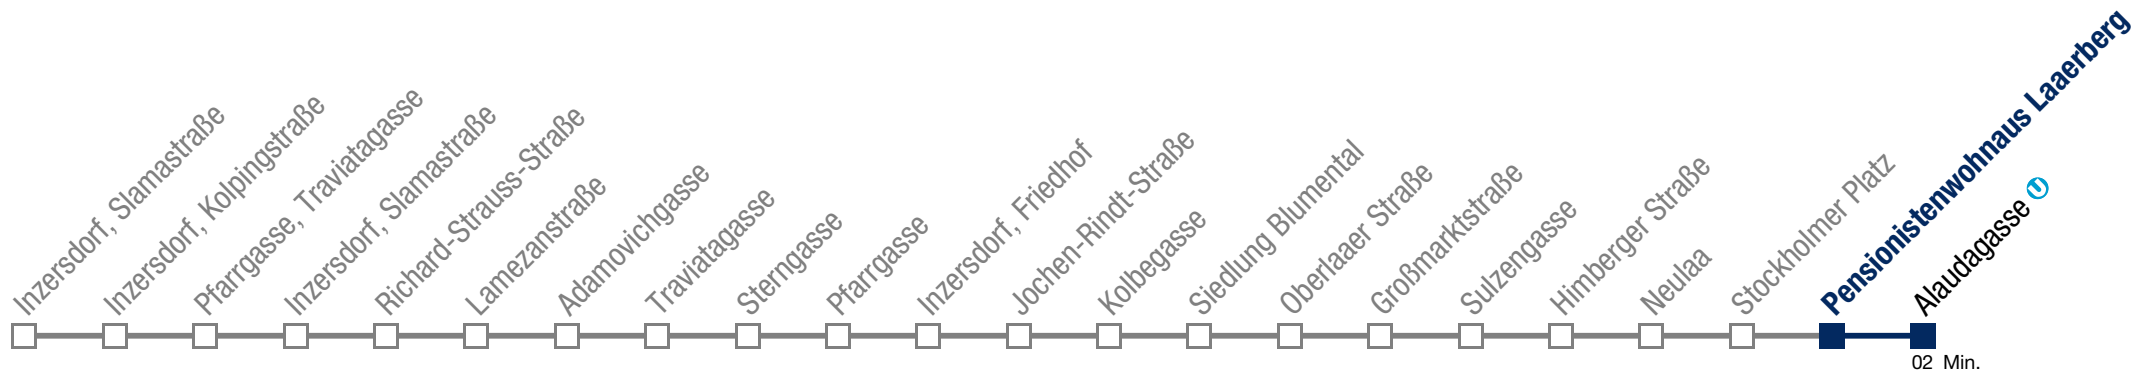 Inzersdorf, Slamastraße
Inzersdorf, Kolpingstraße
Pfarrgasse, Traviatagasse
Inzersdorf, Slamastraße
Richard-Strauss-Straße
Lamezanstraße
Adamovichgasse
Traviatagasse
Sterngasse
Pfarrgasse
Inzersdorf, Friedhof
Jochen-Rindt-Straße
Kolbegasse
Siedlung Blumental
Oberlaaer Straße
Großmarktstraße
Sulzengasse
Himberger Straße
Neulaa
Stockholmer Platz
Pensionistenwohnaus Laaerberg
Alaudagasse U
02 Min.